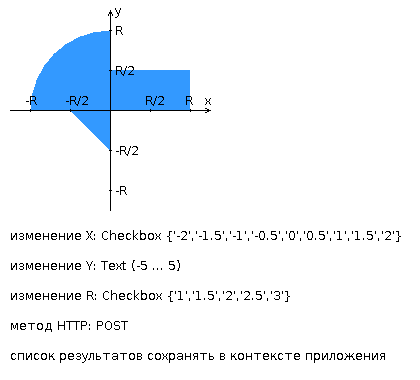 y
R
R/2
-R
-R/2
R/2
R
x
-R/2
-R
изменение X: Checkbox {'-2','-1.5','-1','-0.5','0','0.5','1','1.5','2'}
изменение Y: Text (-5 ... 5)
изменение R: Checkbox {'1','1.5','2','2.5','3'}
метод HTTP: POST
список результатов сохранять в контексте приложения